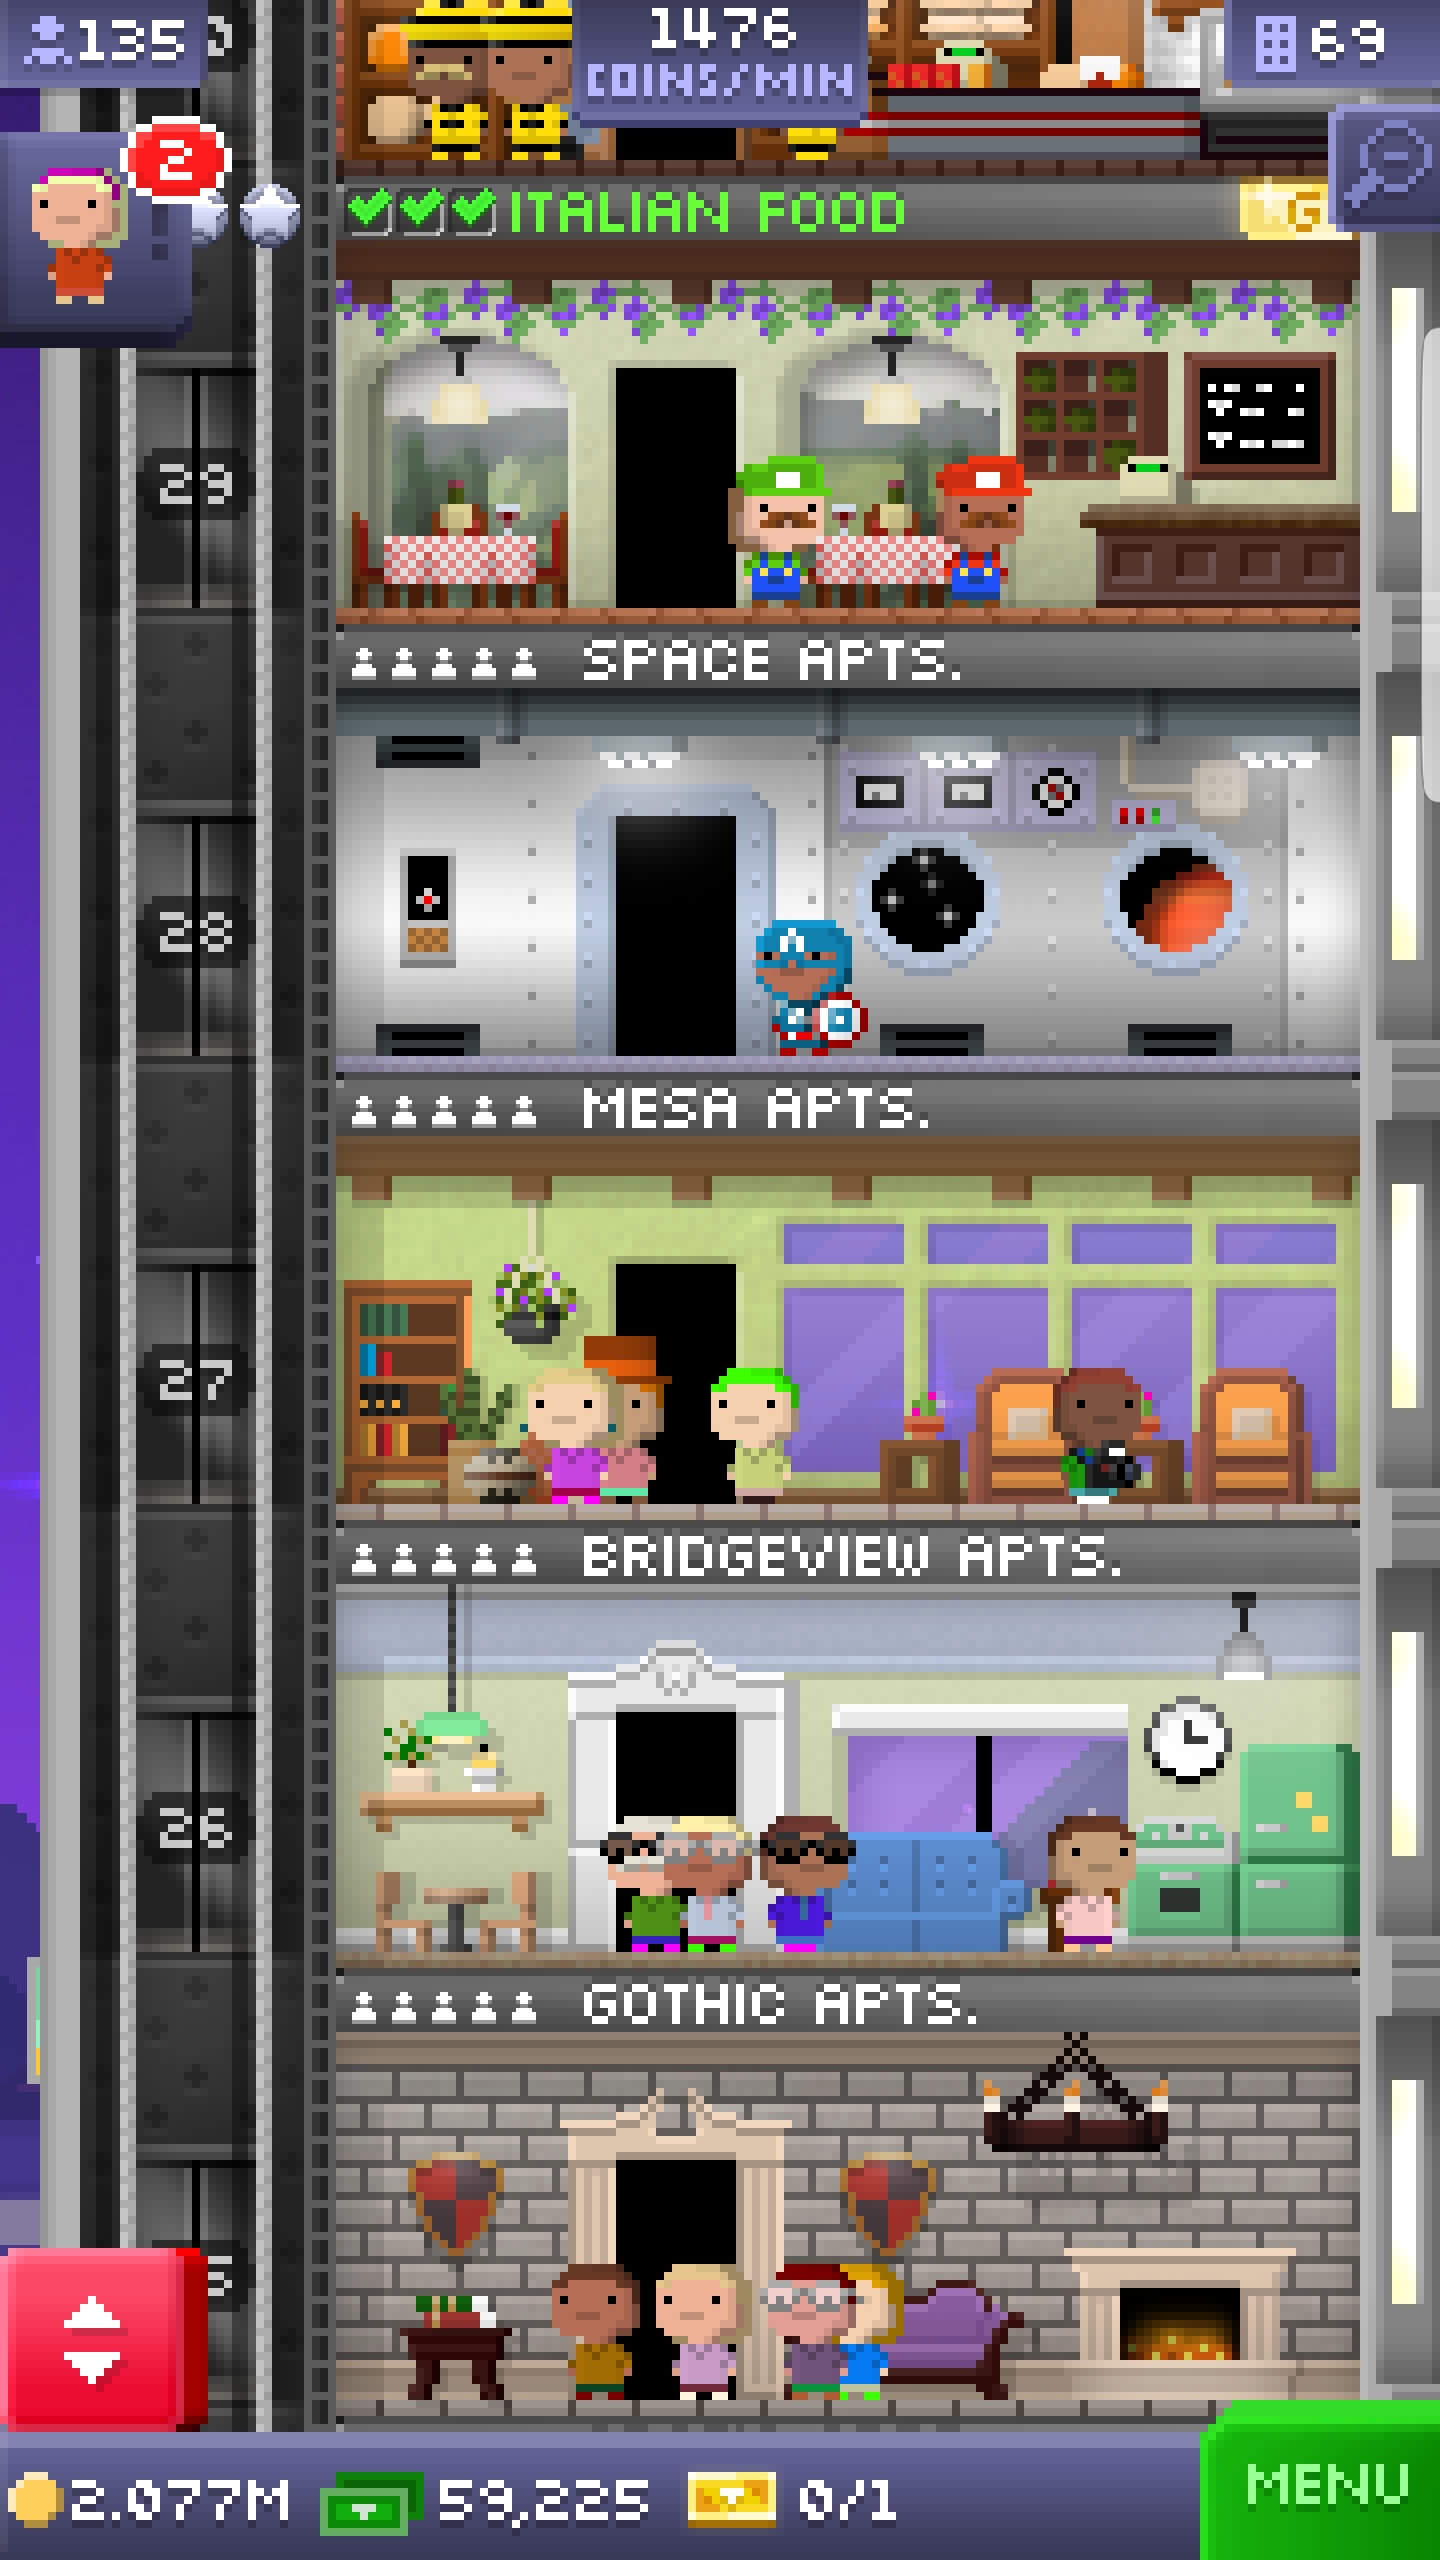 135
1476
COINS/MIN
69
2
ITALIAN FOOD
G
29
SPACE APTS.
28
A
MESA APTS.
27
BRIDGEVIEW APTS.
26
GOTHIC APTS.
5
2.077M
59,225
0/1
MENU